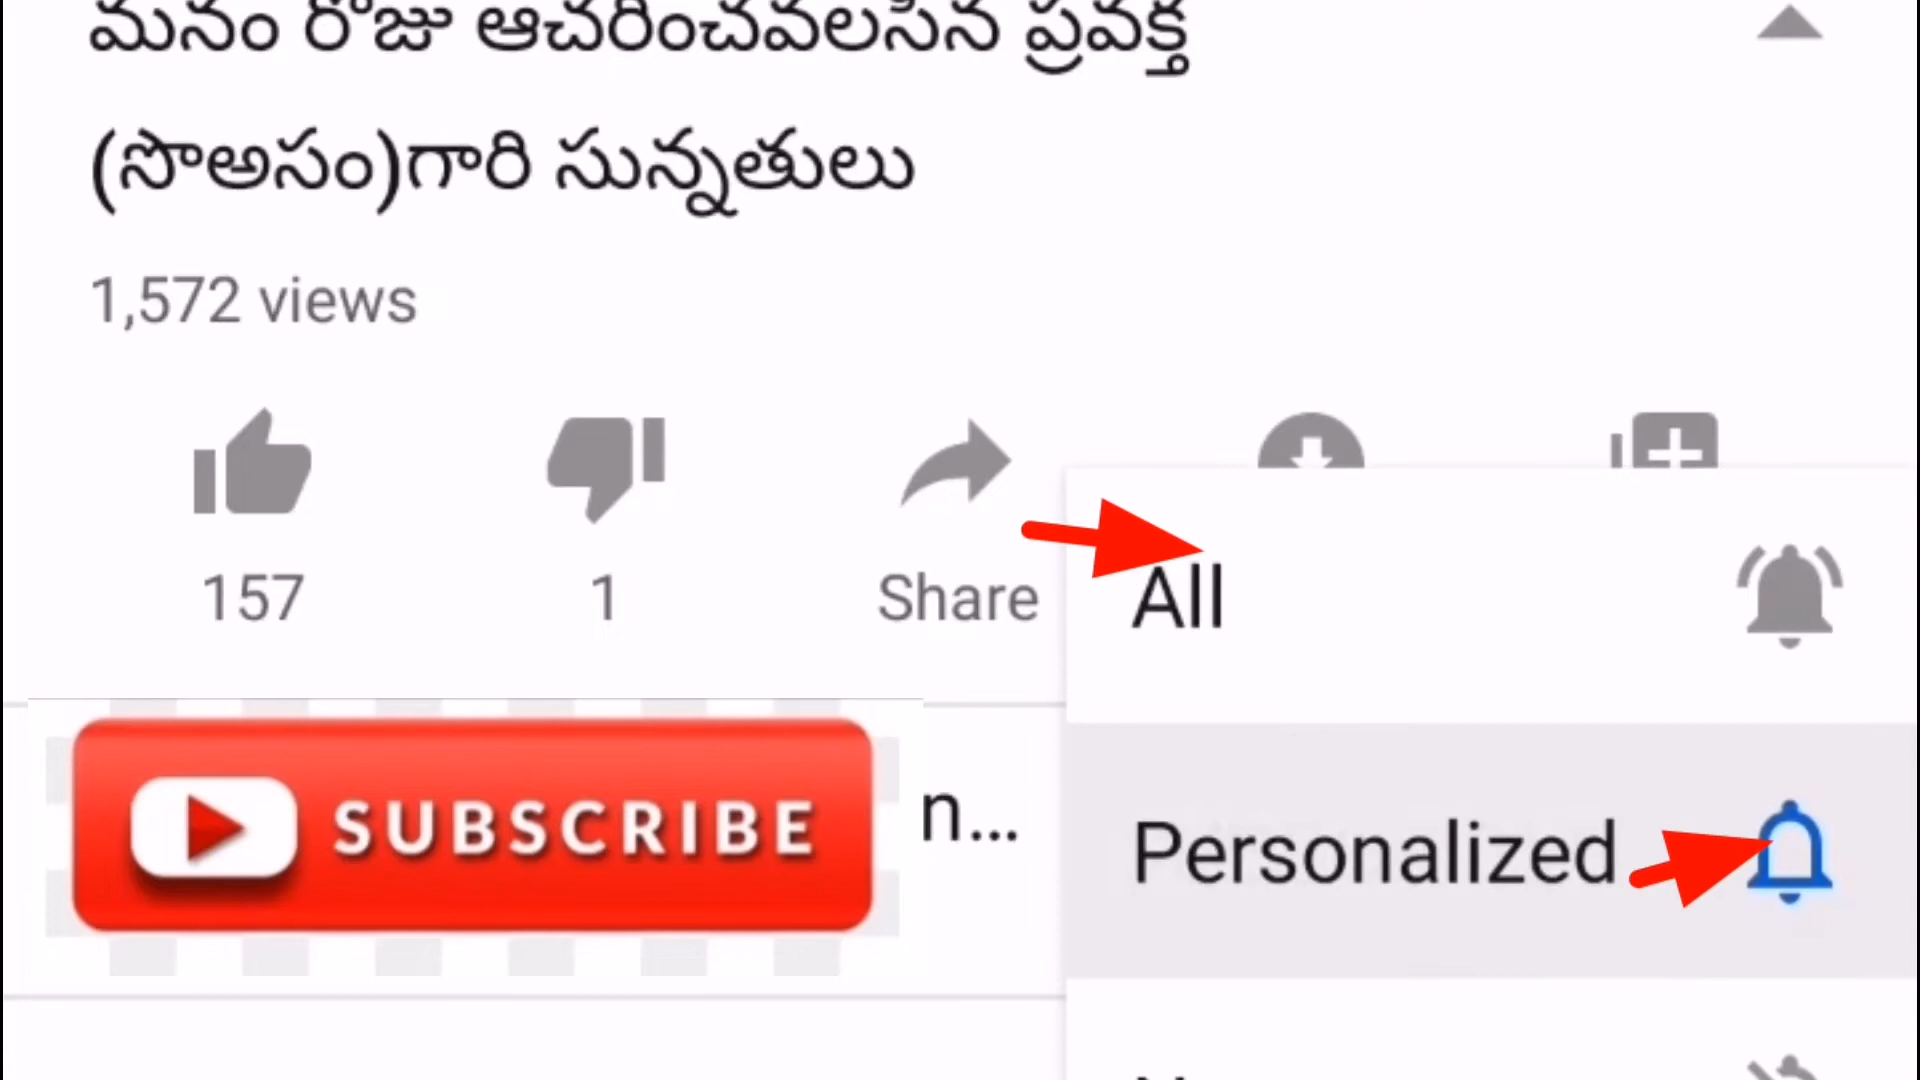 మనం రోజు ఆచరించవలసిన ప్రవక్త
(సొఅసం)గారి సున్నతులు
1,572 views
157
1
Share
All
SUBSCRIBE
n...
Personalized